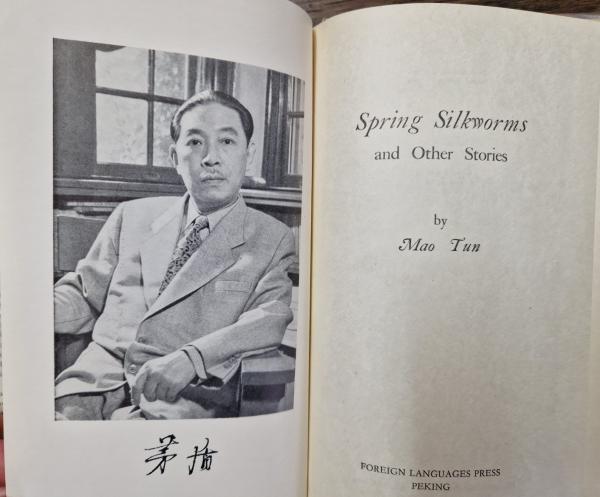 茅盾
Spring Silkworms
and Other Stories
by
Mao Tun
FOREIGN LANGUAGES PRESS
PEKING